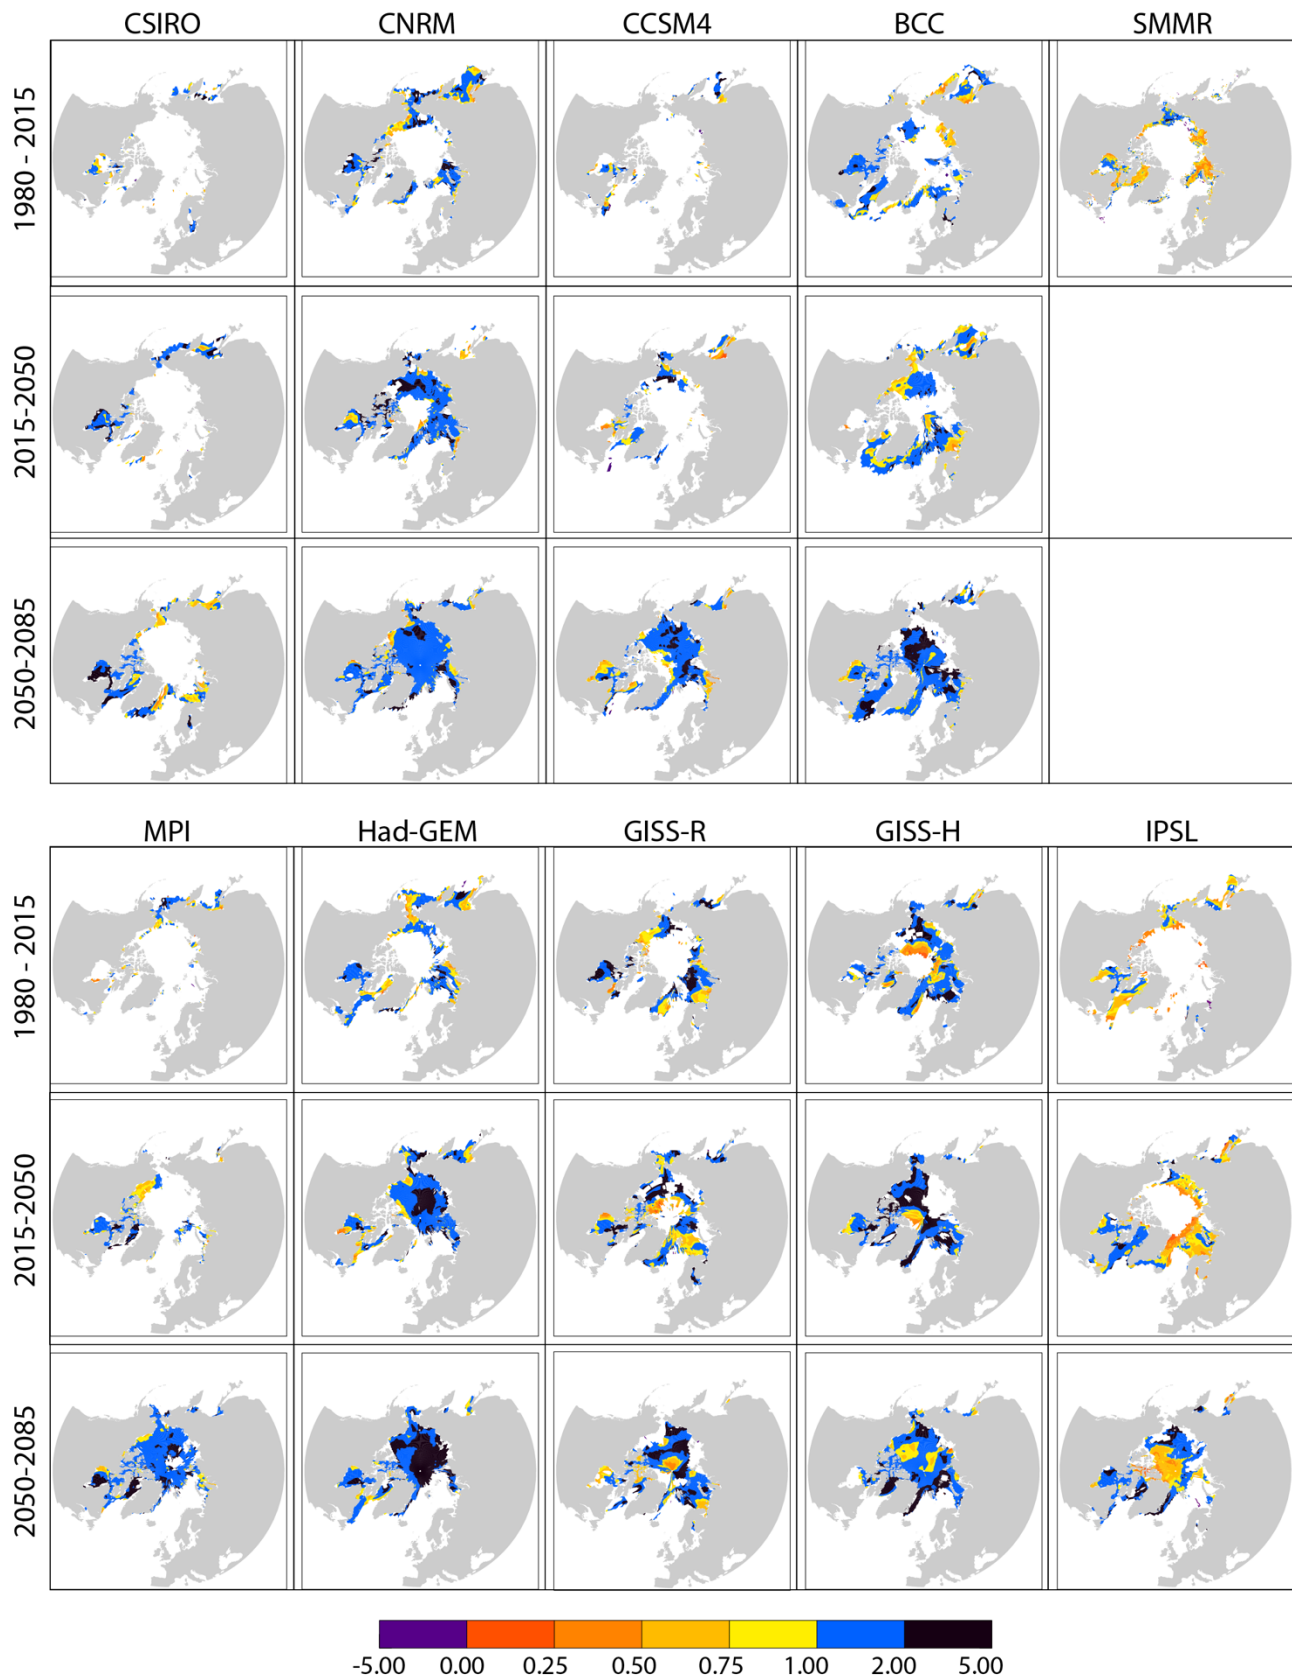 CSIRO CNRM CCSM4 BCC SMMR
1980 - 2015
2015-2050
2050-2085
MPI Had-GEM GISS-R GISS-H IPSL
1980 - 2015
2015-2050
2050-2085
-5.00 0.00 0.25 0.50 0.75 1.00 2.00 5.00